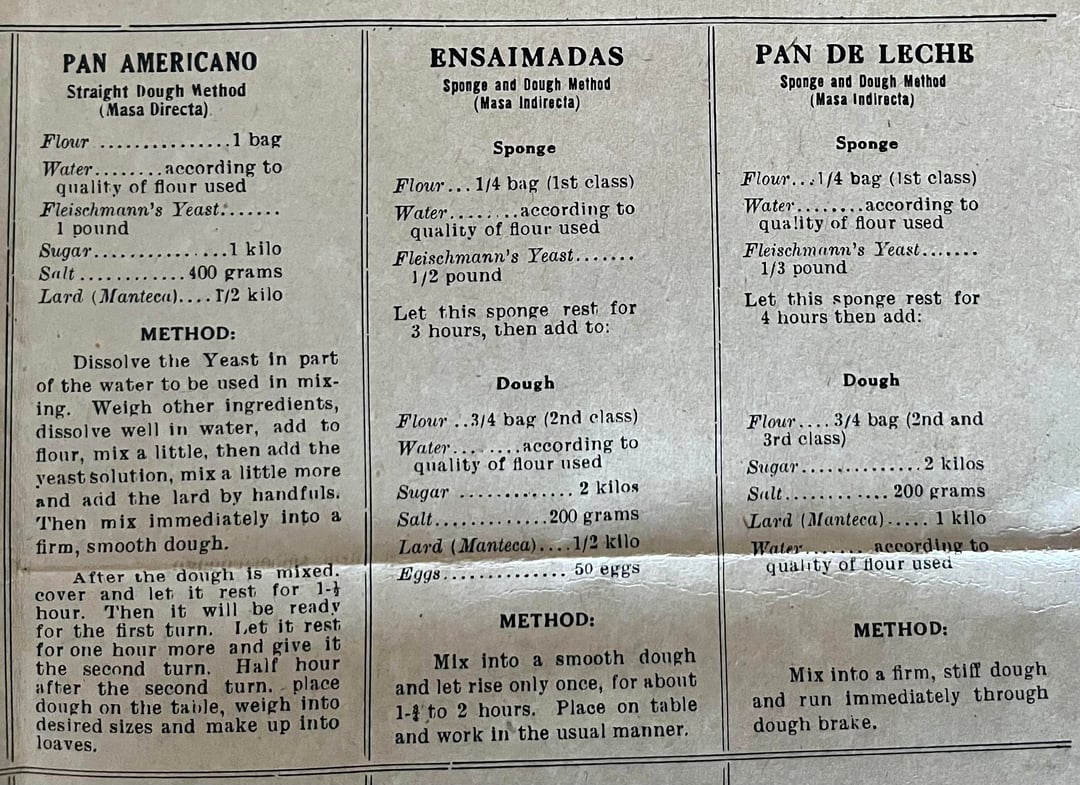 PAN AMERICANO
Straight Dough Method
(Masa Directa)
Flour ...............1 bag
Water........according to
quality of flour used
Fleischmann's Yeast.......
1 pound
Sugar................1 kilo
Salt ............400 grams
Lard (Manteca)....1/2 kilo
METHOD:
Dissolve the Yeast in part
of the water to be used in mix-
ing. Weigh other ingredients,
dissolve well in water, add to
flour, mix a little, then add the
yeast solution, mix a little more
and add the lard by handfuls.
Then mix immediately into a
firm, smooth dough.
After the dough is mixed,
cover and let it rest for 1-½
hour. Then it will be ready
for the first turn. Let it rest
for one hour more and give it
the second turn. Half hour
after the second turn, place
dough on the table, weigh into
desired sizes and make up into
loaves.
ENSAIMADAS
Sponge and Dough Method
(Masa Indirecta)
Sponge
Flour...1/4 bag (1st class)
Water........according to
quality of flour used
Fleischmann's Yeast.......
1/2 pound
Let this sponge rest for
3 hours, then add to:
Dough
Flour ..3/4 bag (2nd class)
Water........according to
quality of flour used
Sugar ............. 2 kilos
Salt.............200 grams
Lard (Manteca)....1/2 kilo
Eggs.............. 50 eggs
METHOD:
Mix into a smooth dough
and let rise only once, for about
1-¾ to 2 hours. Place on table
and work in the usual manner.
PAN DE LECHE
Sponge and Dough Method
(Masa Indirecta)
Sponge
Flour...1/4 bag (1st class)
Water........according to
quality of flour used
Fleischmann's Yeast.......
1/3 pound
Let this sponge rest for
4 hours then add:
Dough
Flour.... 3/4 bag (2nd and
3rd class)
Sugar..............2 kilos
Salt............ 200 grams
Lard (Manteca)..... 1 kilo
Water........ according to
quality of flour used
METHOD:
Mix into a firm, stiff dough
and run immediately through
dough brake.